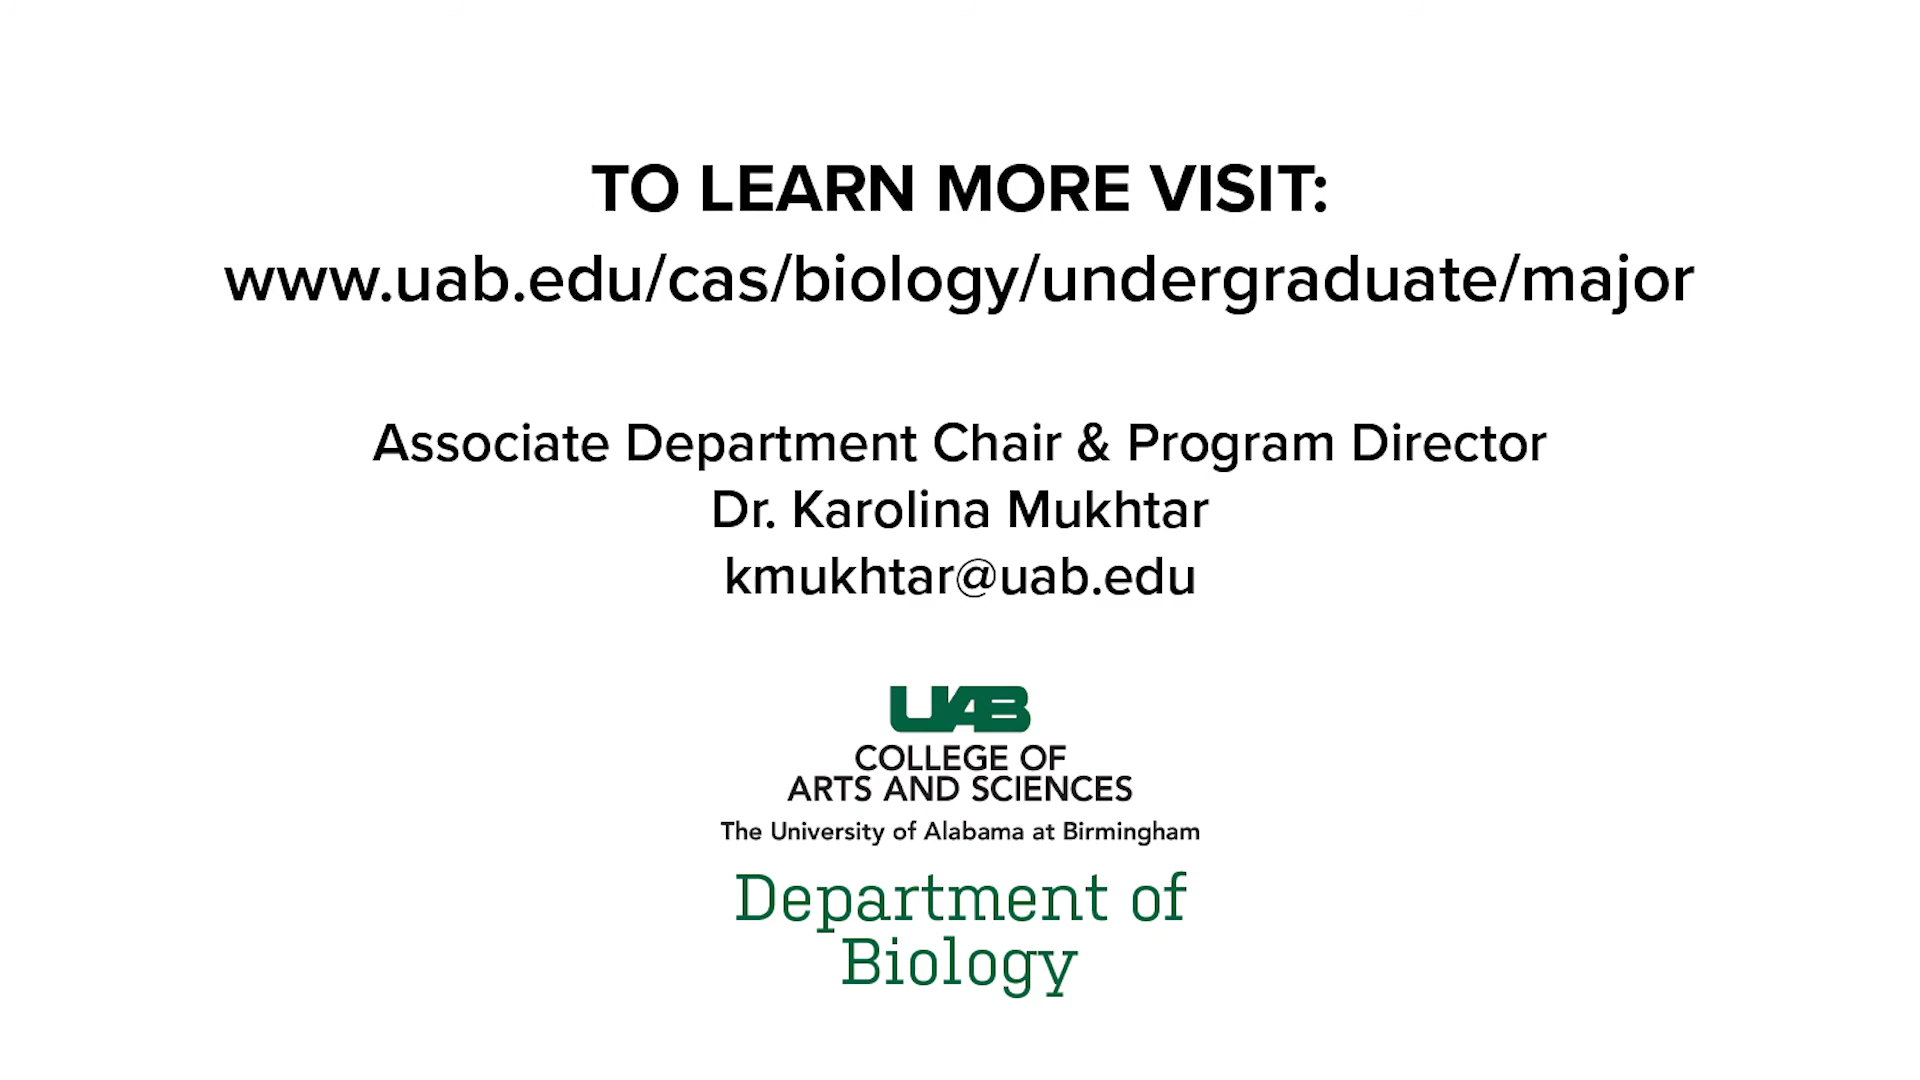 TO LEARN MORE VISIT:
www.uab.edu/cas/biology/undergraduate/major
Associate Department Chair & Program Director
Dr. Karolina Mukhtar
kmukhtar@uab.edu
UAB
COLLEGE OF
ARTS AND SCIENCES
The University of Alabama at Birmingham
Department of
Biology